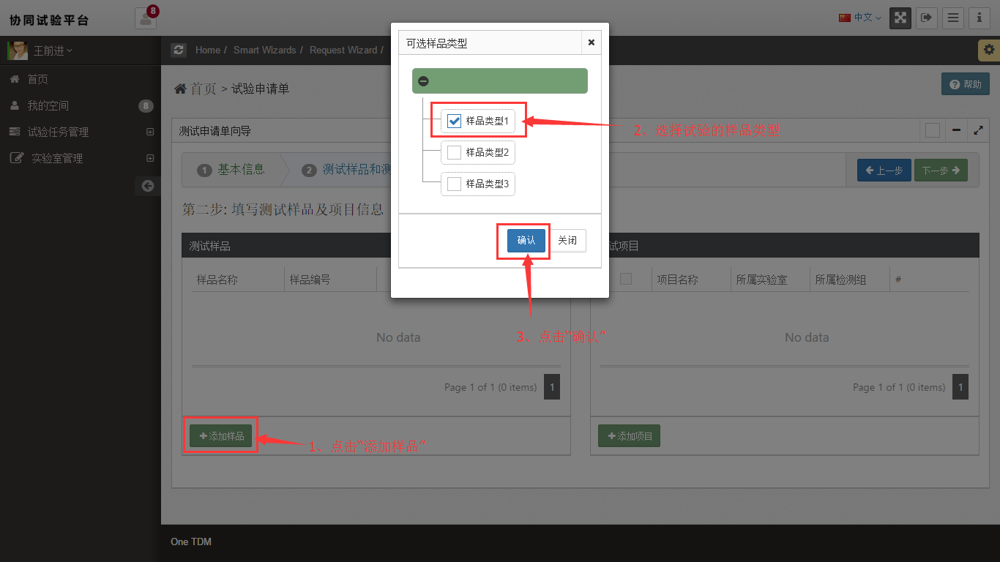 协同试验平台
8
中文
王前进
Home / Smart Wizards / Request Wizard /
首页
我的空间
8
试验任务管理
实验室管理
首页 > 试验申请单
帮助
测试申请单向导
1 基本信息
2 测试样品和测
上一步
下一步
第二步: 填写测试样品及项目信息
可选样品类型
样品类型1
样品类型2
样品类型3
2、选择试验的样品类型
确认
关闭
3、点击“确认”
测试样品
样品名称
样品编号
No data
Page 1 of 1 (0 items) 1
添加样品
1、点击“添加样品”
试项目
项目名称
所属实验室
所属检测组
#
No data
Page 1 of 1 (0 items) 1
添加项目
One TDM